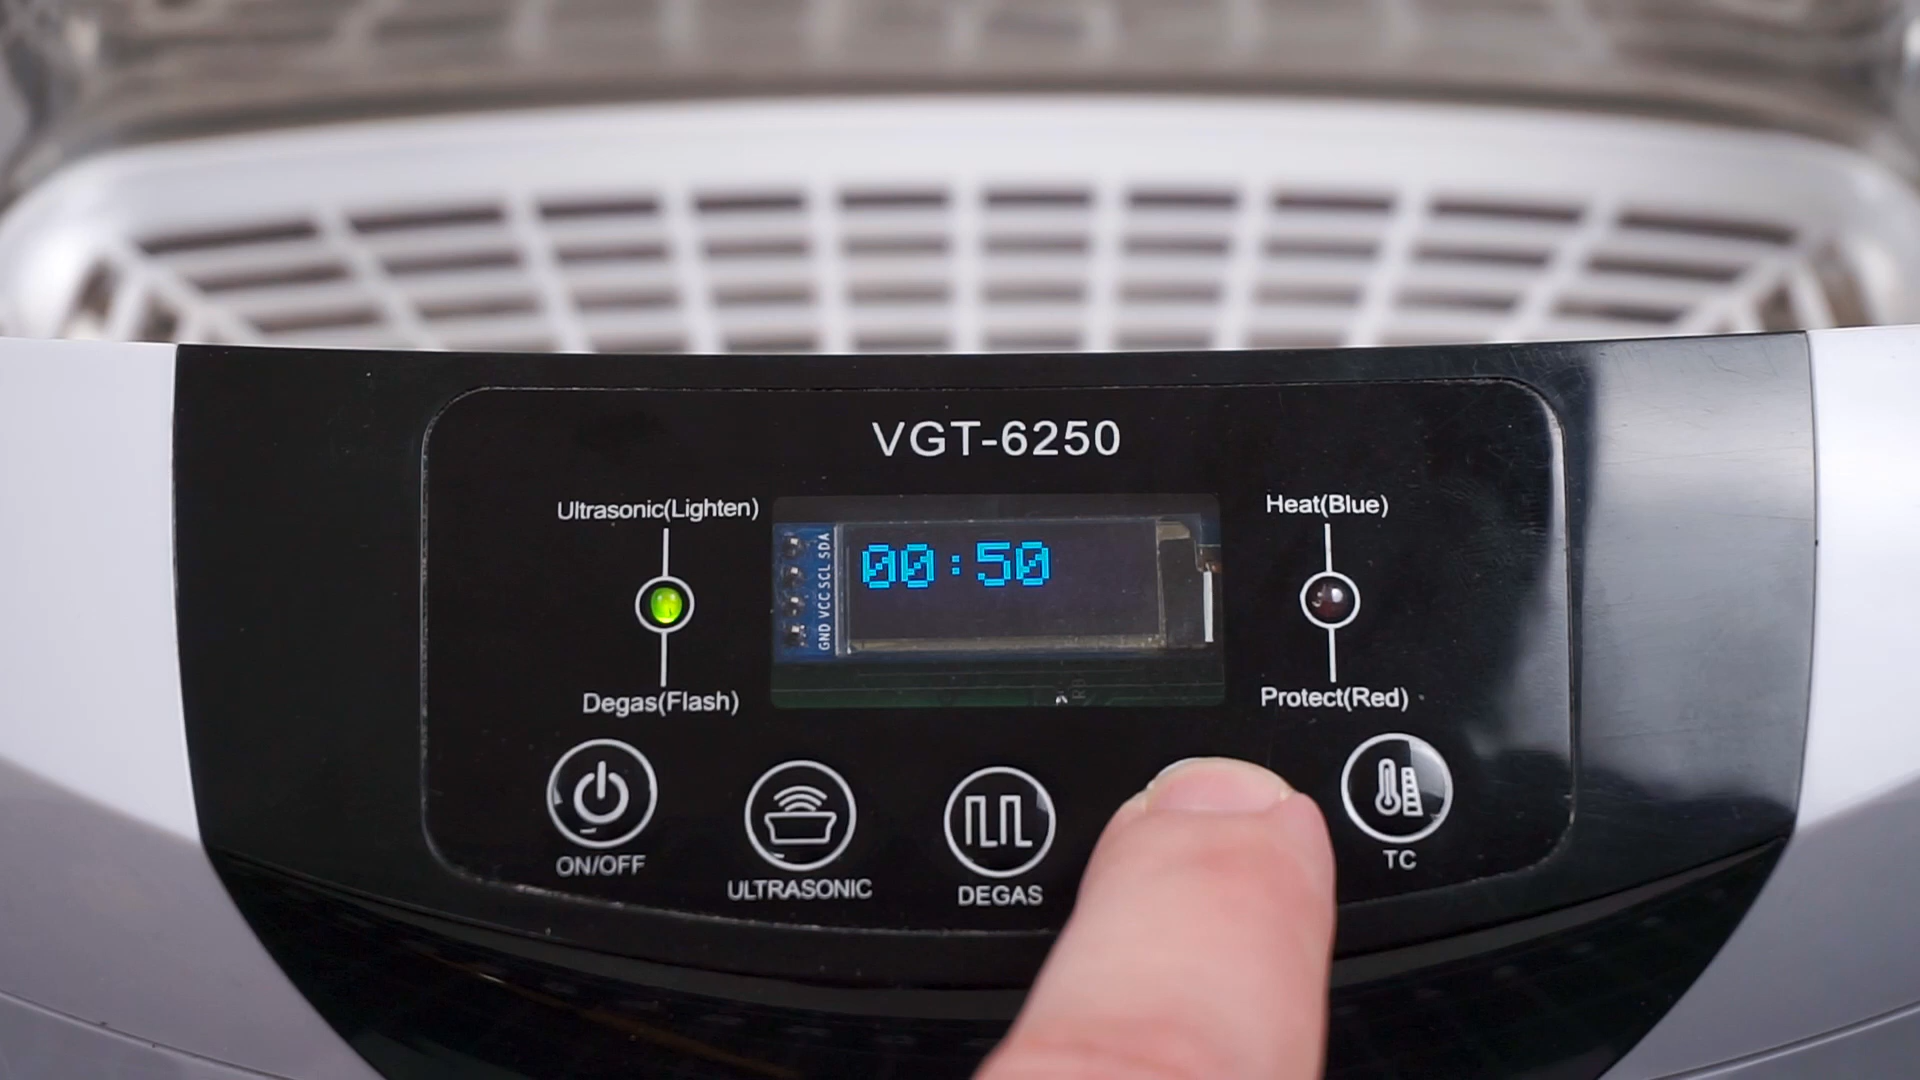 VGT-6250
Ultrasonic(Lighten)
Heat(Blue)
GND VCC SCL SDA
00:50
Degas(Flash)
Protect(Red)
ON/OFF
ULTRASONIC
DEGAS
TC